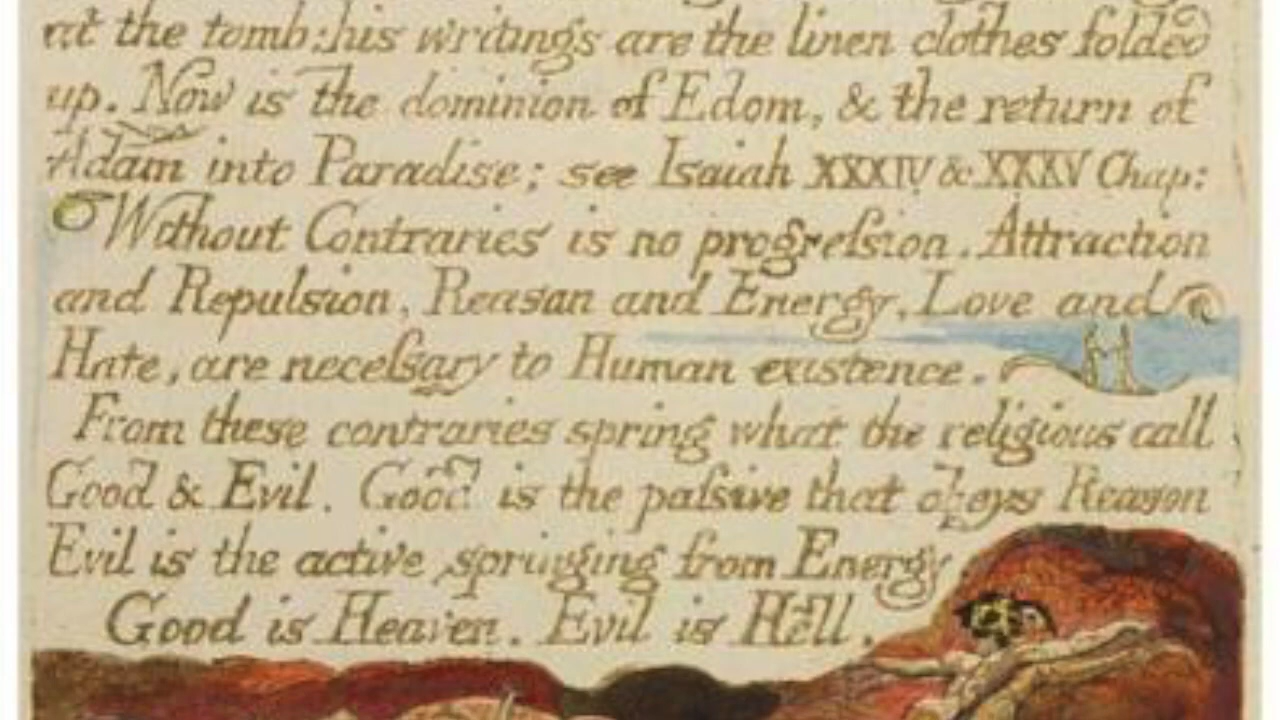 at the tomb: his writings are the linen clothes folded
up. Now is the dominion of Edom, & the return of
Adam into Paradise; see Isaiah XXXIV & XXXV Chap:
Without Contraries is no progreſsion. Attraction
and Repulsion, Reason and Energy, Love and
Hate, are neceſsary to Human existence.
From these contraries spring what the religious call
Good & Evil. Good is the paſsive that obeys Reason
Evil is the active springing from Energy.
Good is Heaven. Evil is Hell.